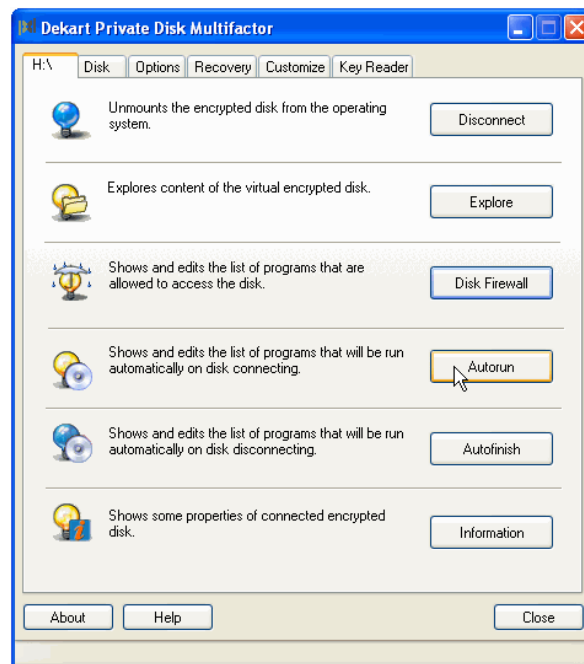 Dekart Private Disk Multifactor
H:\ Disk Options Recovery Customize Key Reader
Unmounts the encrypted disk from the operating
system.
Disconnect
Explores content of the virtual encrypted disk.
Explore
Shows and edits the list of programs that are
allowed to access the disk.
Disk Firewall
Shows and edits the list of programs that will be run
automatically on disk connecting.
Autorun
Shows and edits the list of programs that will be run
automatically on disk disconnecting.
Autofinish
Shows some properties of connected encrypted
disk.
Information
About Help Close